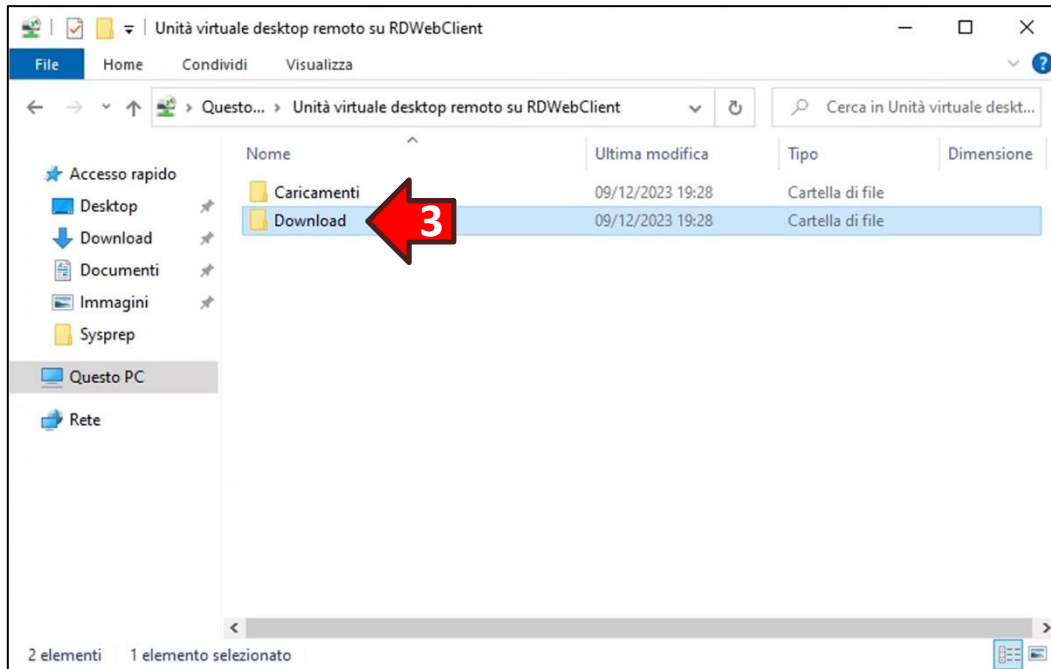 Unità virtuale desktop remoto su RDWebClient
File Home Condividi Visualizza
Questo... > Unità virtuale desktop remoto su RDWebClient Cerca in Unità virtuale deskt...
Nome Ultima modifica Tipo Dimensione
Accesso rapido
Caricamenti 09/12/2023 19:28 Cartella di file
Desktop
Download 3 09/12/2023 19:28 Cartella di file
Download
Documenti
Immagini
Sysprep
Questo PC
Rete
2 elementi 1 elemento selezionato